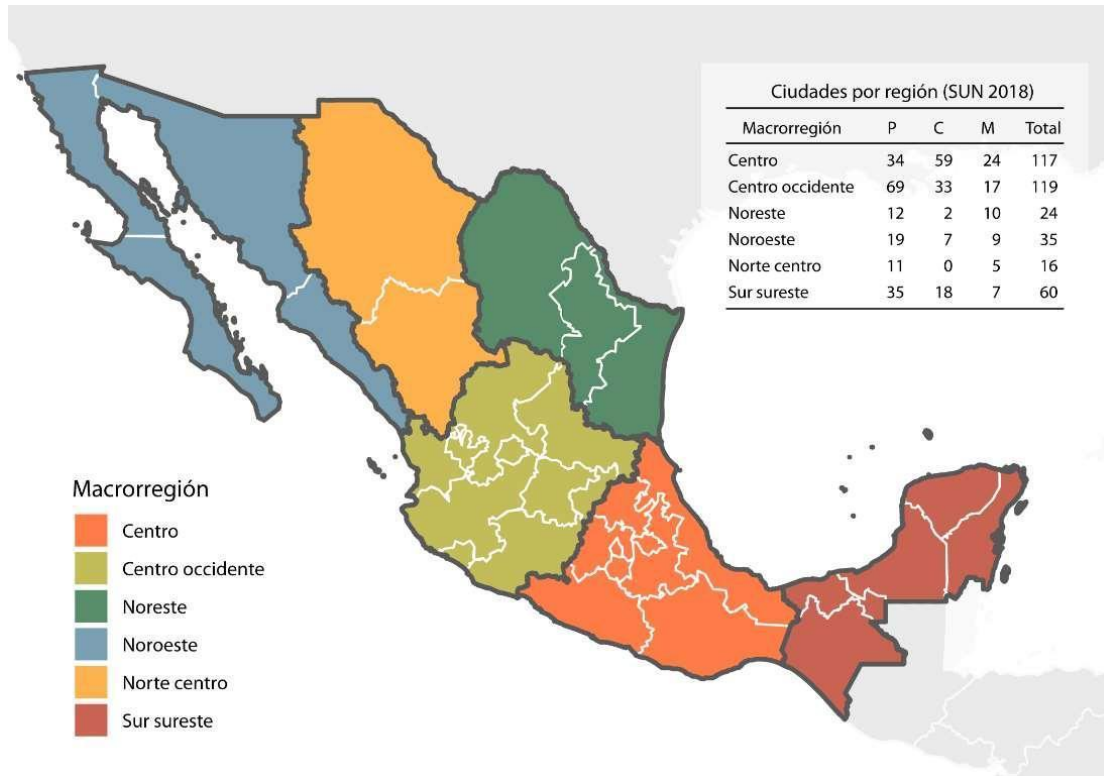 Ciudades por región (SUN 2018)
Macrorregión P C M Total
Centro 34 59 24 117
Centro occidente 69 33 17 119
Noreste 12 2 10 24
Noroeste 19 7 9 35
Norte centro 11 0 5 16
Sur sureste 35 18 7 60
Macrorregión
Centro
Centro occidente
Noreste
Noroeste
Norte centro
Sur sureste